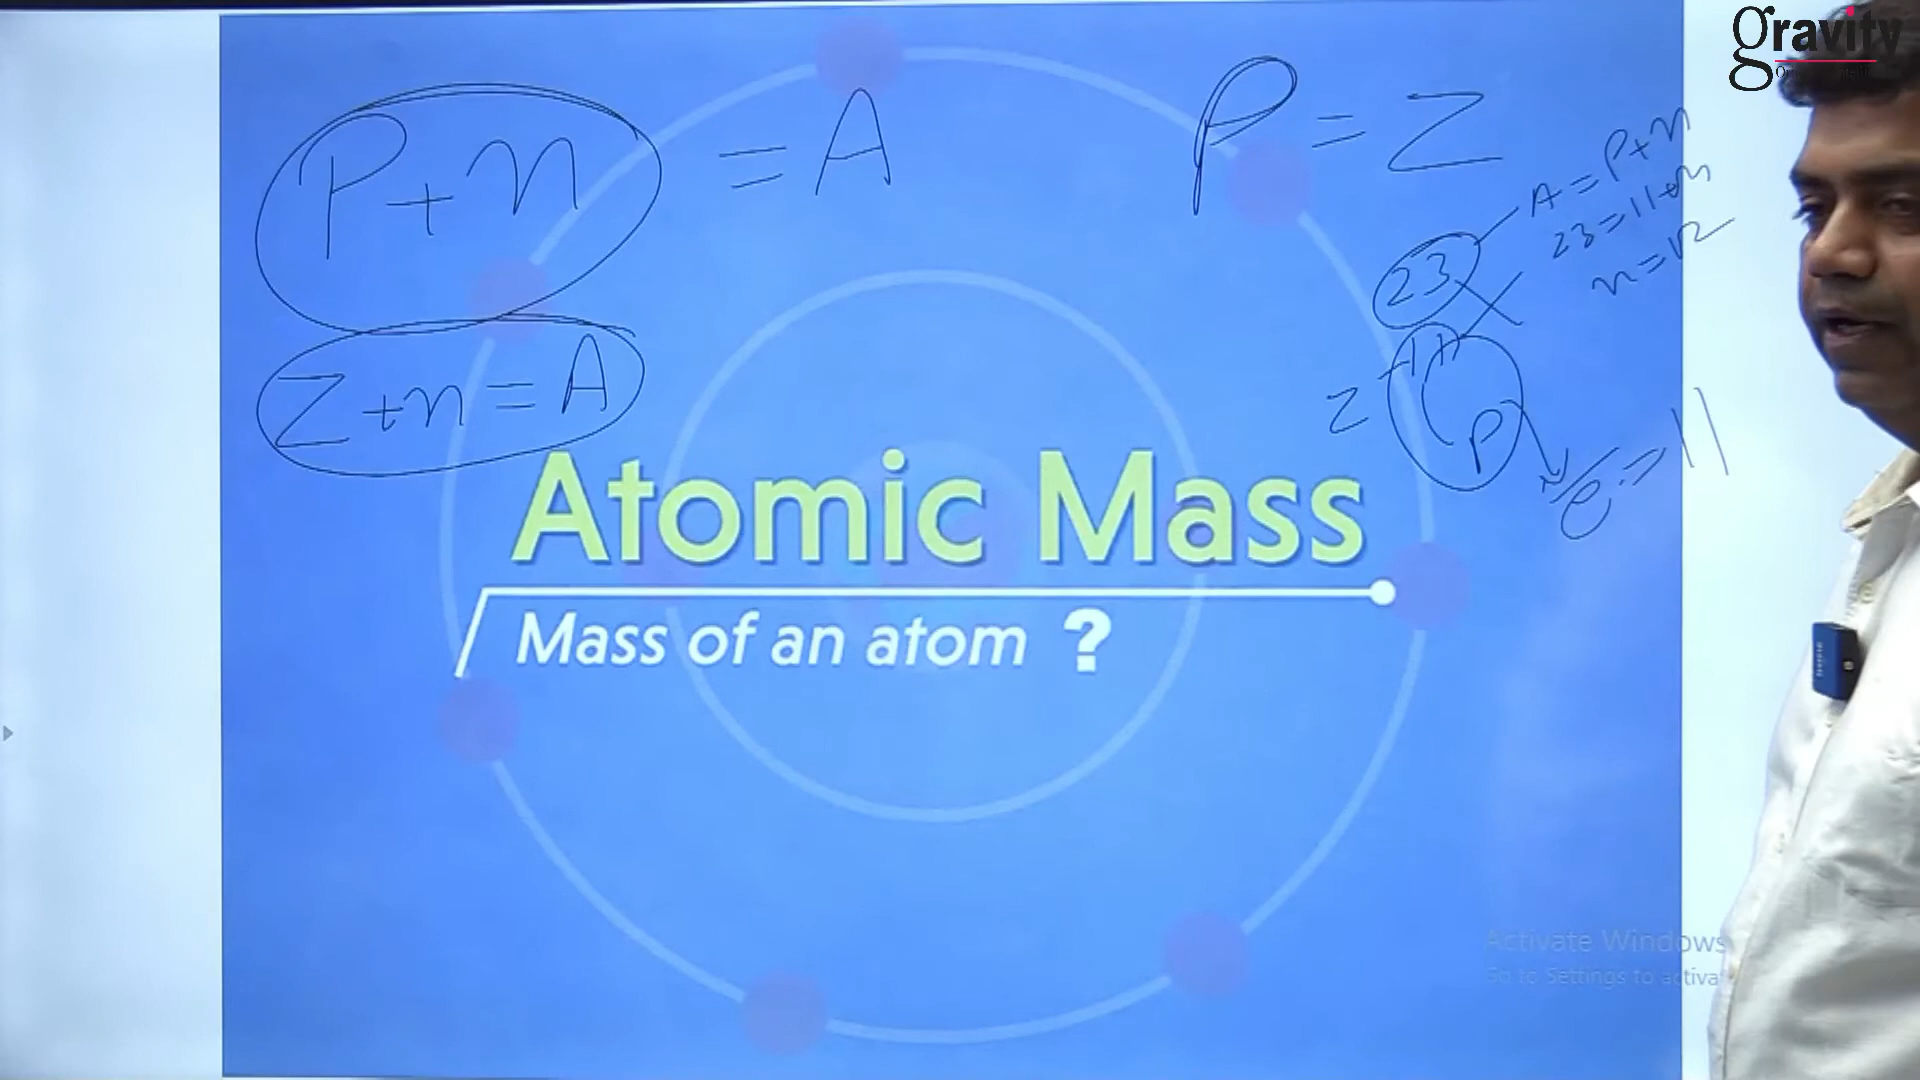 gravity
P+n = A
P = Z
A = P+n
23 = 11+n
n = 12
23
11
Z
P
e = 11
Z+n = A
Atomic Mass
Mass of an atom ?
Activate Windows
Go to Settings to activa